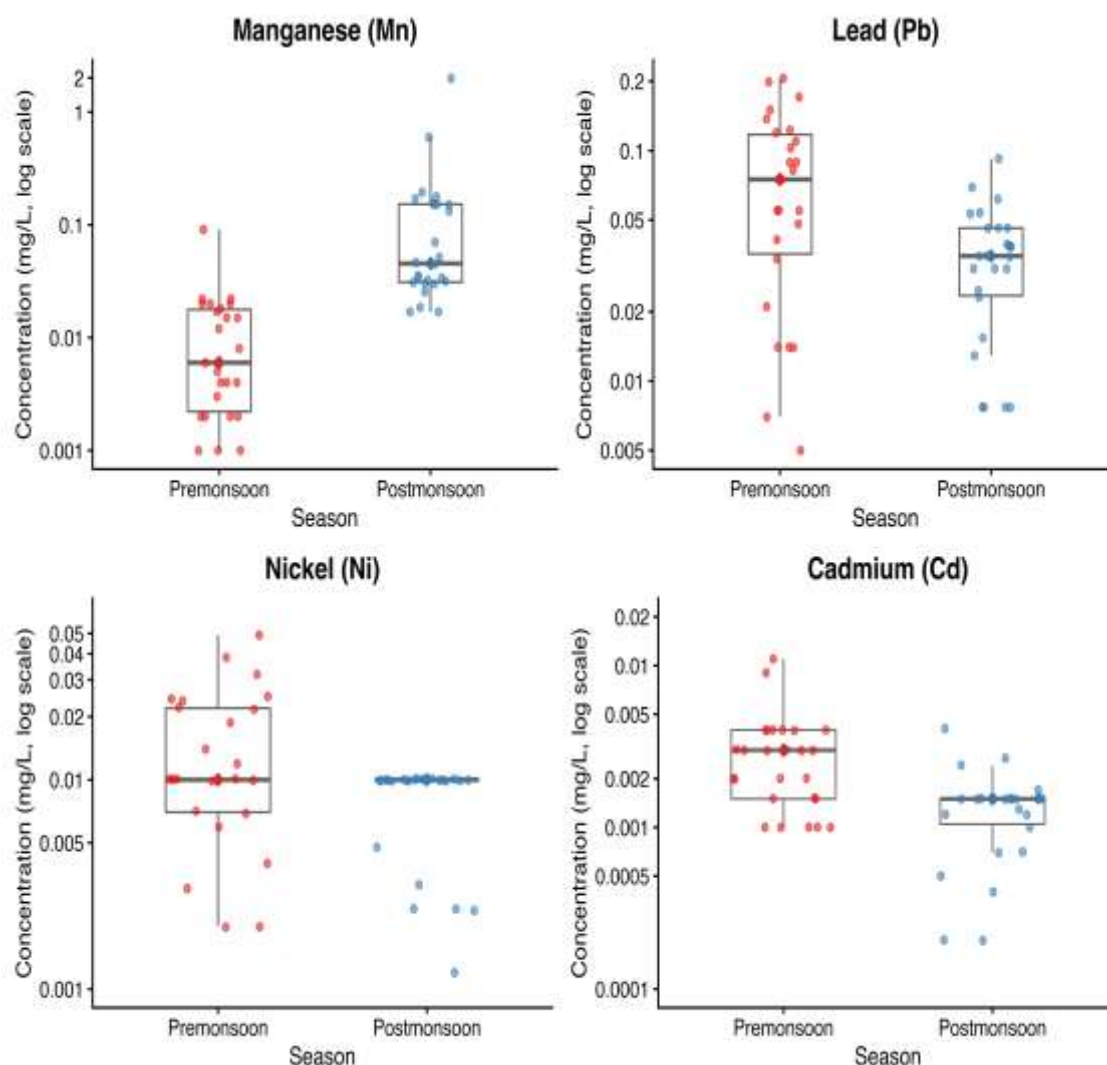 Manganese (Mn)
Concentration (mg/L, log scale)
2
1
0.1
0.01
0.001
Premonsoon
Postmonsoon
Season
Lead (Pb)
Concentration (mg/L, log scale)
0.2
0.1
0.05
0.02
0.01
0.005
Premonsoon
Postmonsoon
Season
Nickel (Ni)
Concentration (mg/L, log scale)
0.05
0.04
0.03
0.02
0.01
0.005
0.001
Premonsoon
Postmonsoon
Season
Cadmium (Cd)
Concentration (mg/L, log scale)
0.02
0.01
0.005
0.002
0.001
0.0005
0.0001
Premonsoon
Postmonsoon
Season